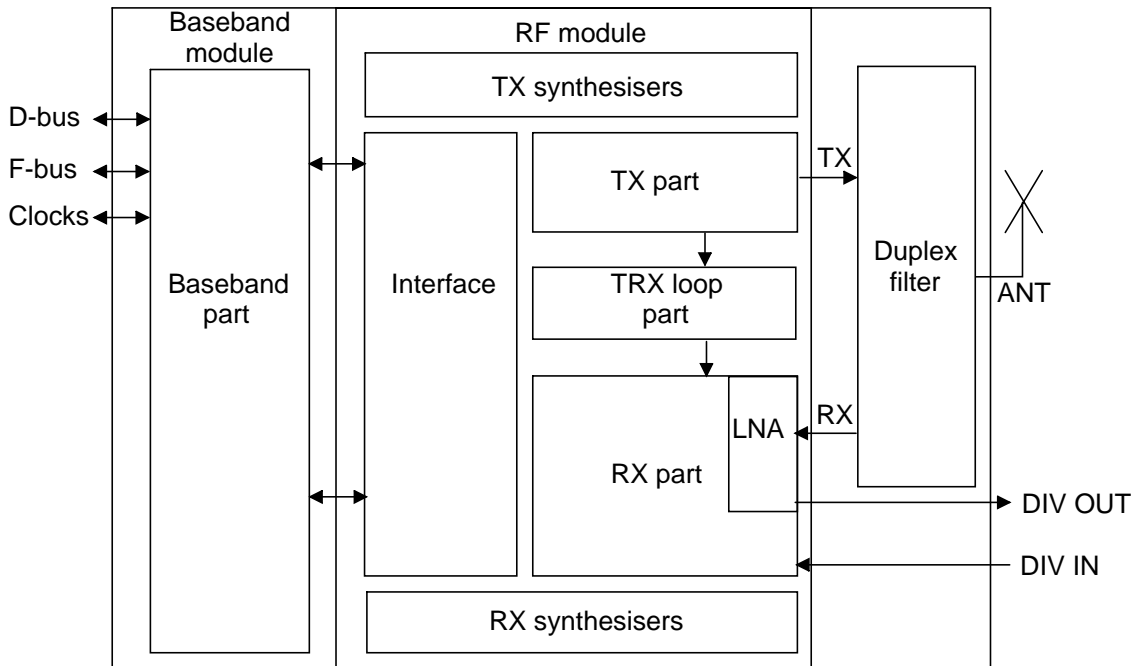 Baseband
module
RF module
TX synthesisers
D-bus
F-bus
Clocks
Baseband
part
Interface
TX part
TX
TRX loop
part
Duplex
filter
ANT
LNA
RX
RX part
DIV OUT
DIV IN
RX synthesisers